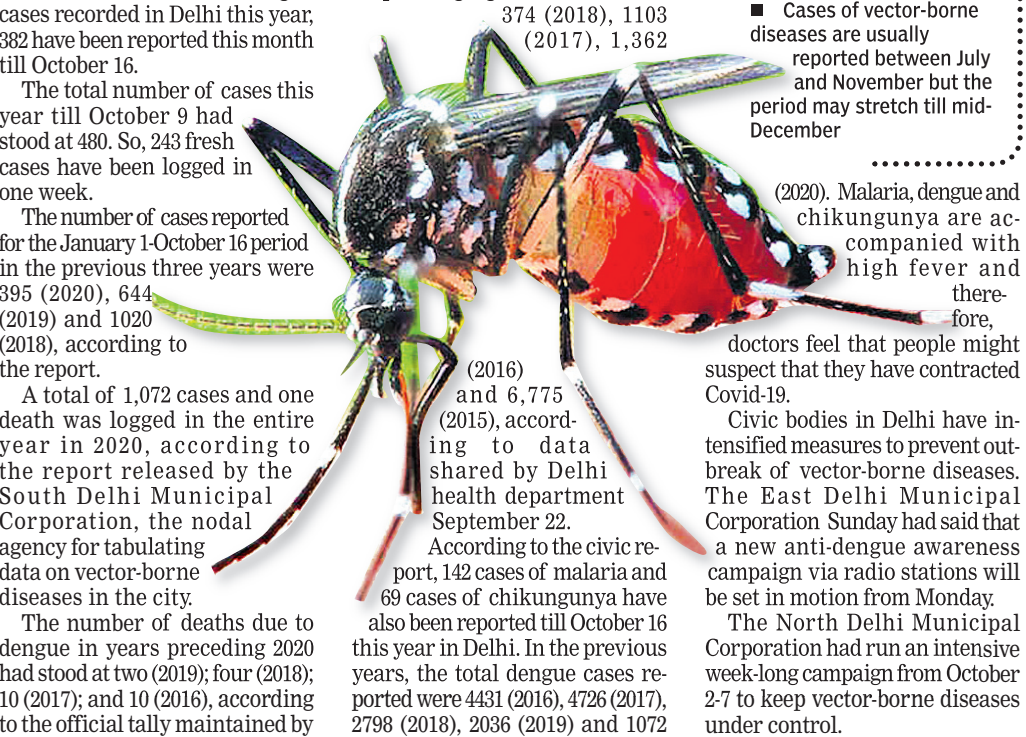 cases recorded in Delhi this year,
382 have been reported this month
till October 16.
The total number of cases this
year till October 9 had
stood at 480. So, 243 fresh
cases have been logged in
one week.
The number of cases reported
for the January 1-October 16 period
in the previous three years were
395 (2020), 644
(2019) and 1020
(2018), according to
the report.
A total of 1,072 cases and one
death was logged in the entire
year in 2020, according to
the report released by the
South Delhi Municipal
Corporation, the nodal
agency for tabulating
data on vector-borne
diseases in the city.
The number of deaths due to
dengue in years preceding 2020
had stood at two (2019); four (2018);
10 (2017); and 10 (2016), according
to the official tally maintained by
374 (2018), 1103
(2017), 1,362
(2016)
and 6,775
(2015), accord-
ing to data
shared by Delhi
health department
September 22.
According to the civic re-
port, 142 cases of malaria and
69 cases of chikungunya have
also been reported till October 16
this year in Delhi. In the previous
years, the total dengue cases re-
ported were 4431 (2016), 4726 (2017),
2798 (2018), 2036 (2019) and 1072
■ Cases of vector-borne
diseases are usually
reported between July
and November but the
period may stretch till mid-
December
(2020). Malaria, dengue and
chikungunya are ac-
companied with
high fever and
there-
fore,
doctors feel that people might
suspect that they have contracted
Covid-19.
Civic bodies in Delhi have in-
tensified measures to prevent out-
break of vector-borne diseases.
The East Delhi Municipal
Corporation Sunday had said that
a new anti-dengue awareness
campaign via radio stations will
be set in motion from Monday.
The North Delhi Municipal
Corporation had run an intensive
week-long campaign from October
2-7 to keep vector-borne diseases
under control.